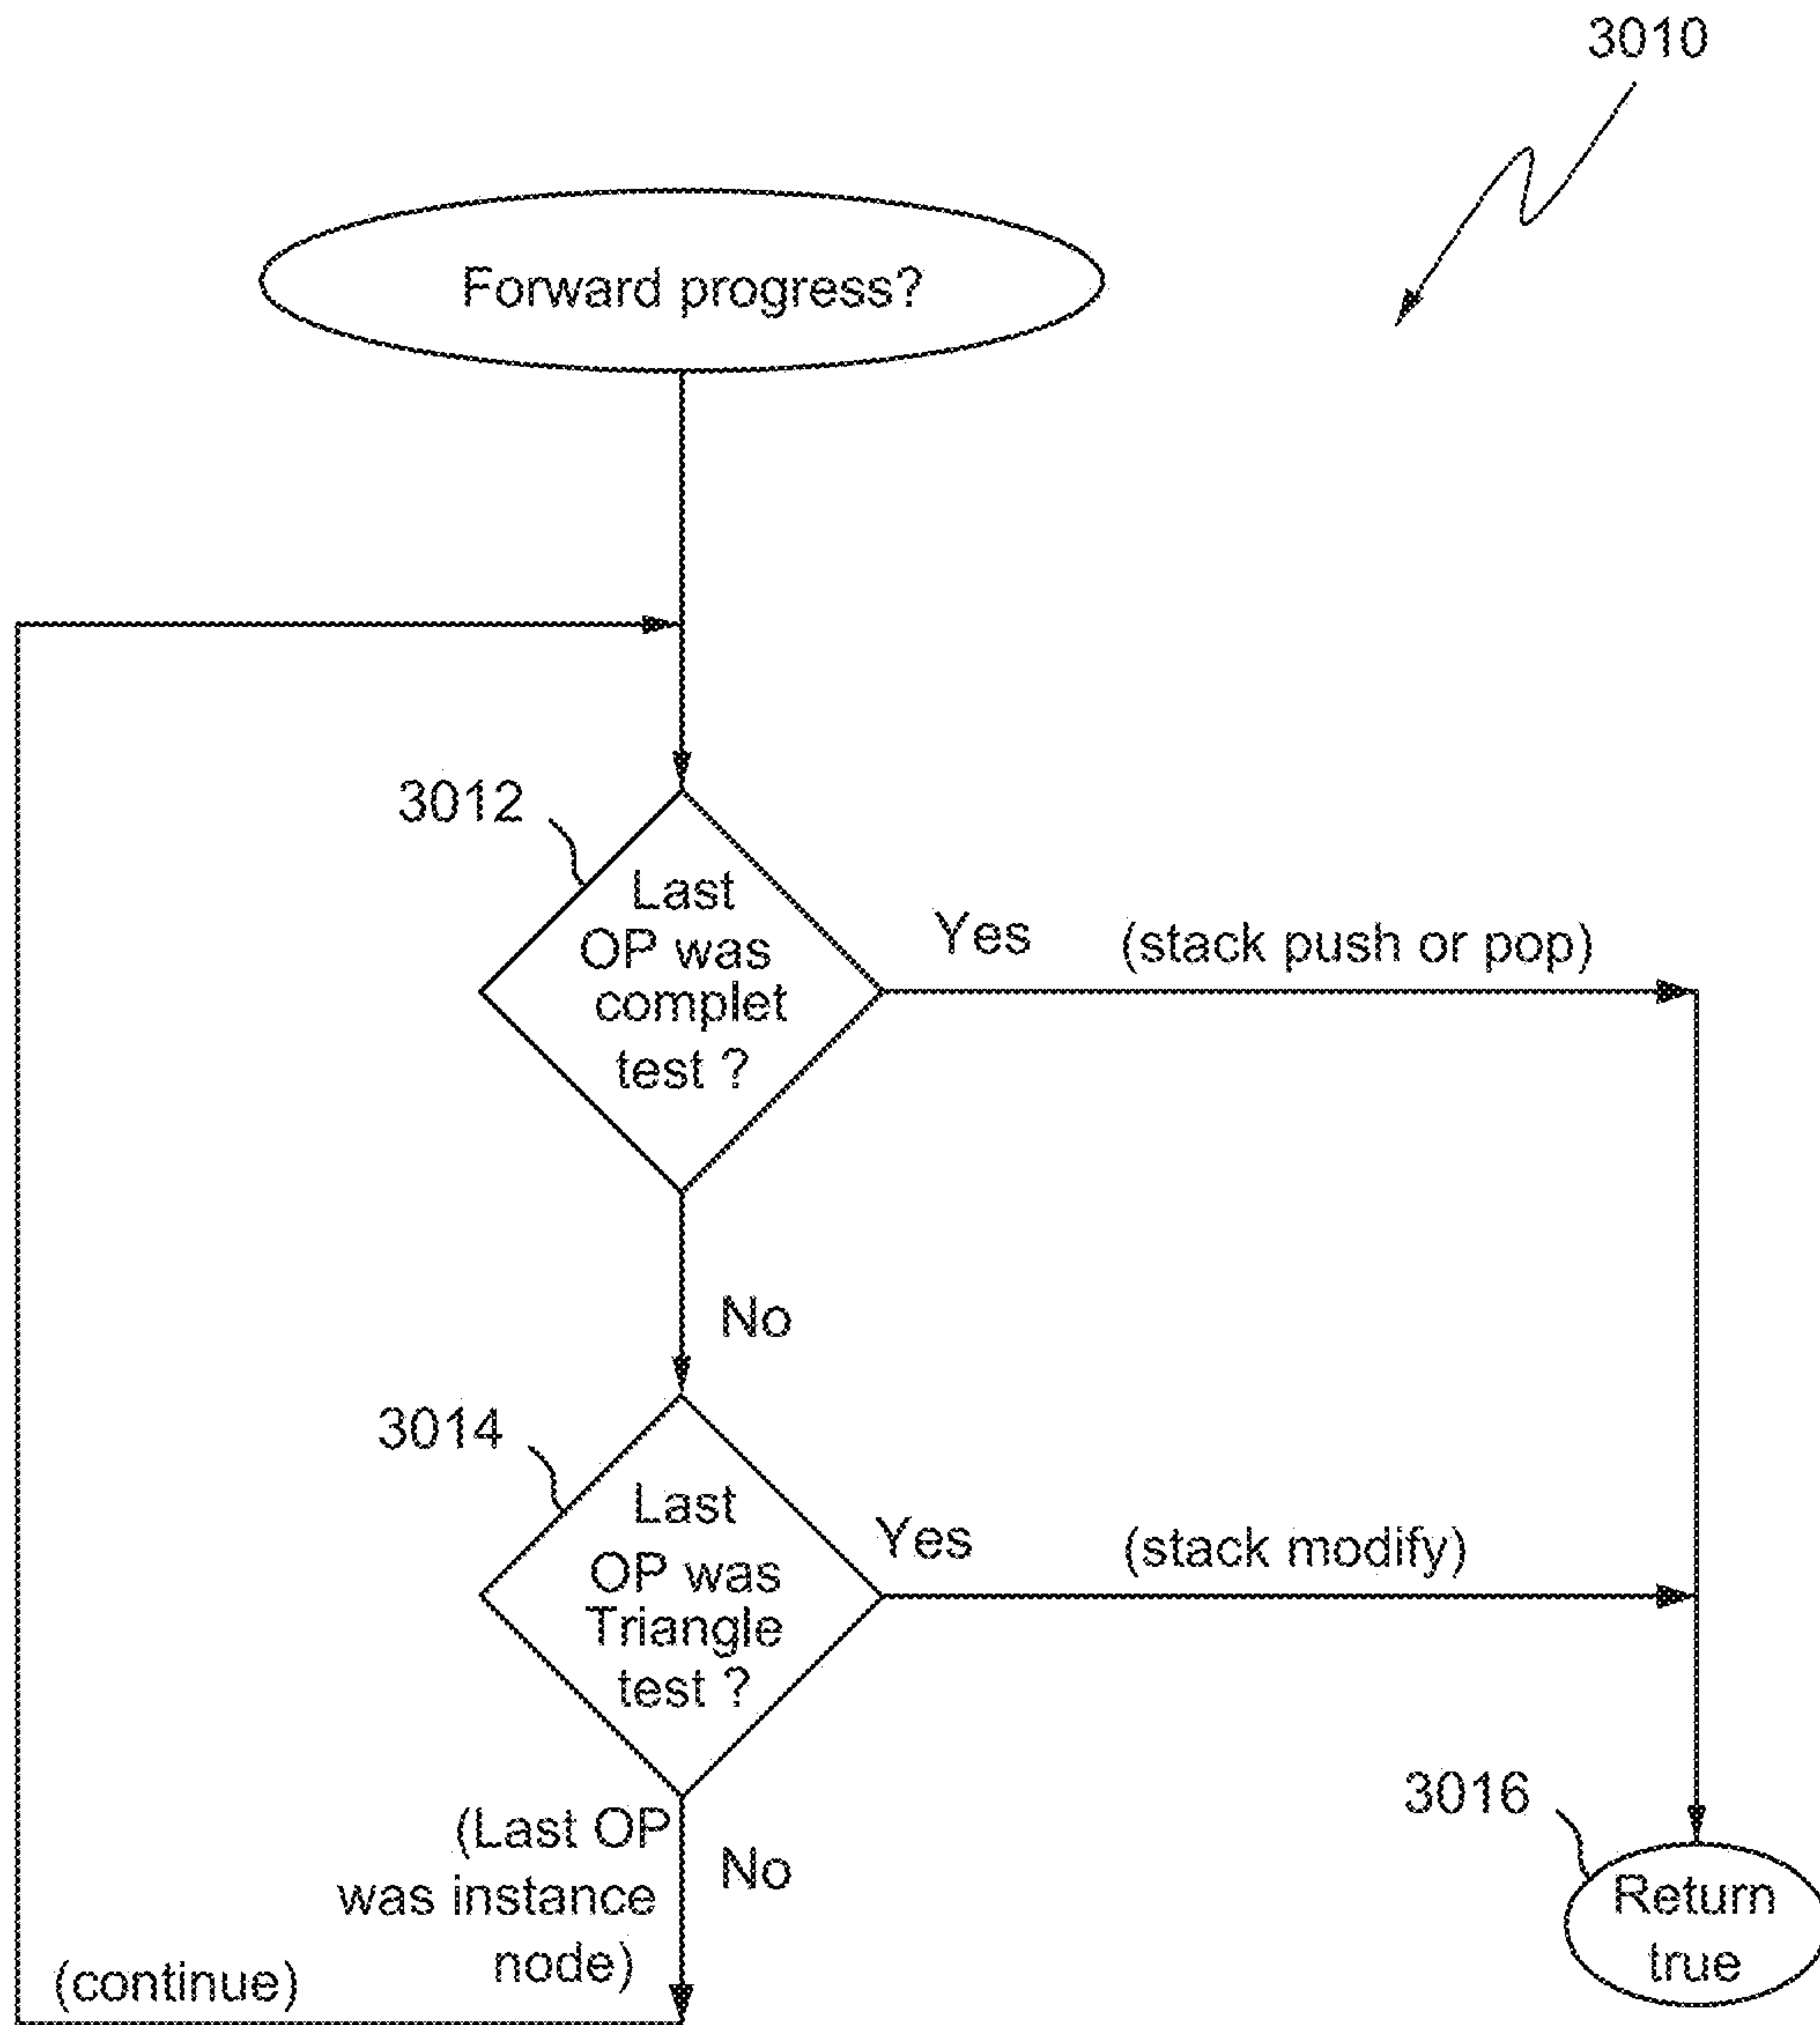 3010
Forward progress?
3012
Last
OP was
complet
test ?
Yes
(stack push or pop)
No
3014
Last
OP was
Triangle
test ?
Yes
(stack modify)
(Last OP
was instance
node)
No
(continue)
3016
Return
true